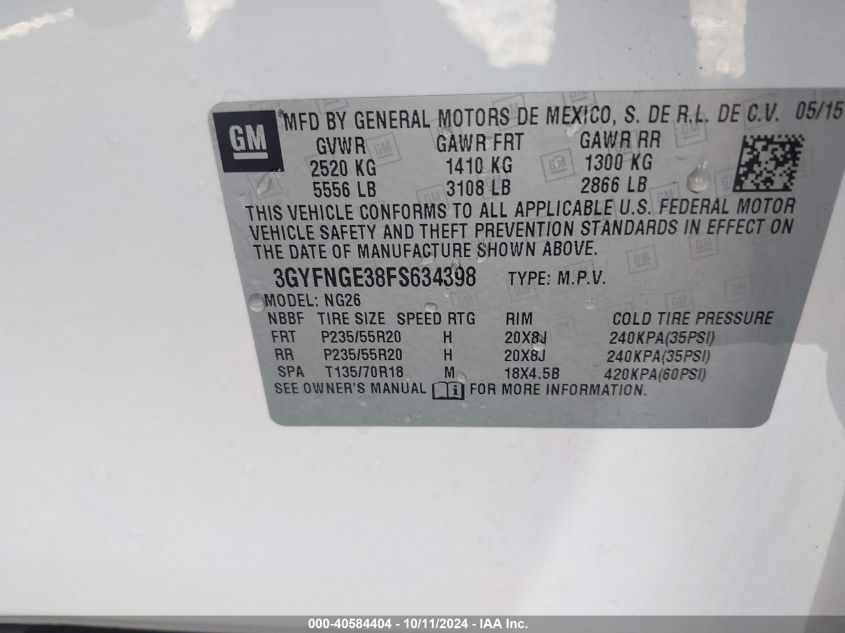 GM *MFD BY GENERAL MOTORS DE MEXICO, S. DE R.L. DE C.V. 05/15
GVWR GAWR FRT GAWR RR
2520 KG 1410 KG 1300 KG
5556 LB 3108 LB 2866 LB
THIS VEHICLE CONFORMS TO ALL APPLICABLE U.S. FEDERAL MOTOR
VEHICLE SAFETY AND THEFT PREVENTION STANDARDS IN EFFECT ON
THE DATE OF MANUFACTURE SHOWN ABOVE.
3GYFNGE38FS634398 TYPE: M.P.V.
MODEL: NG26
NBBF TIRE SIZE SPEED RTG RIM COLD TIRE PRESSURE
FRT P235/55R20 H 20X8J 240KPA(35PSI)
RR P235/55R20 H 20X8J 240KPA(35PSI)
SPA T135/70R18 M 18X4.5B 420KPA(60PSI)
SEE OWNER'S MANUAL FOR MORE INFORMATION.
000-40584404 - 10/11/2024 - IAA Inc.